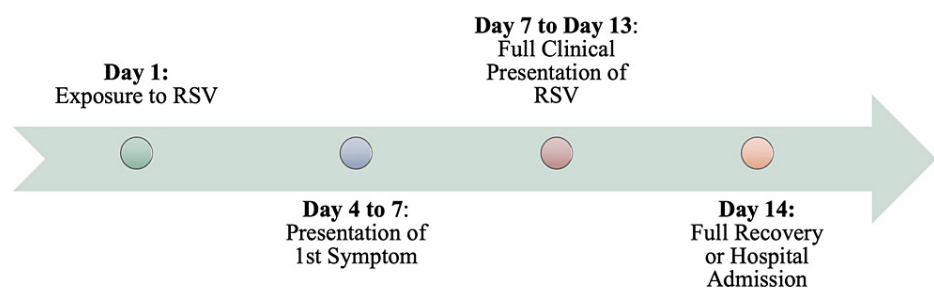 Day 1:
Exposure to RSV
Day 4 to 7:
Presentation of
1st Symptom
Day 7 to Day 13:
Full Clinical
Presentation of
RSV
Day 14:
Full Recovery
or Hospital
Admission